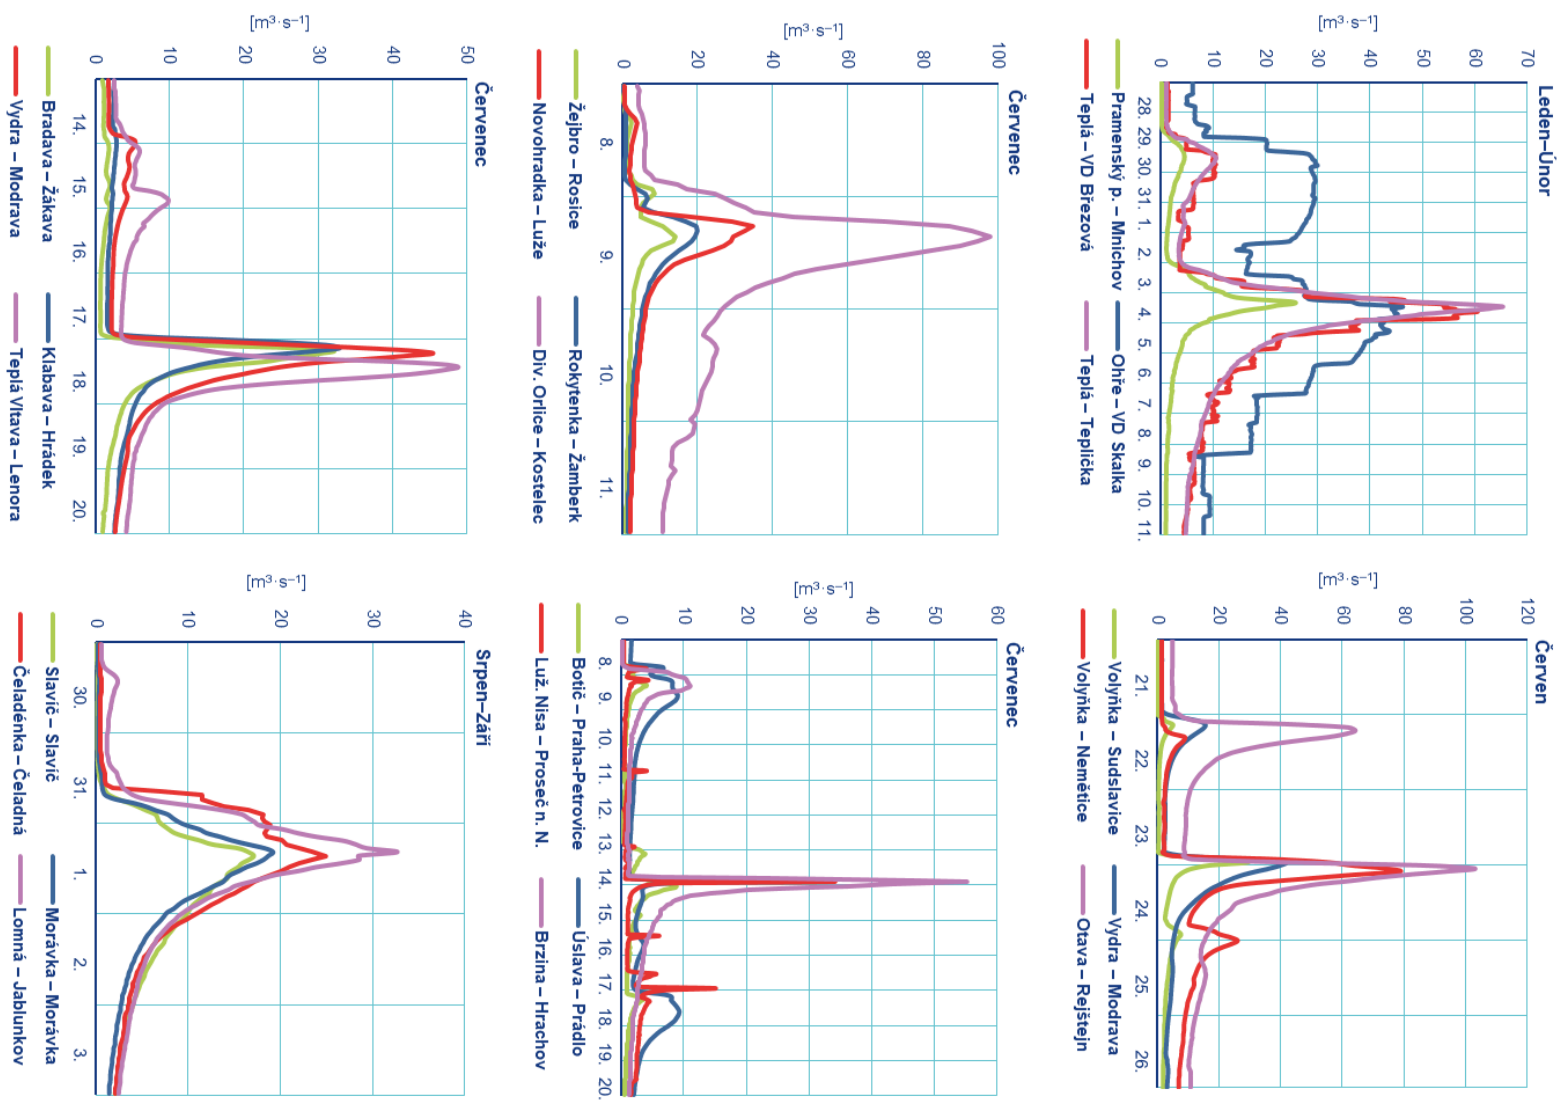 Leden–Únor
[m³·s⁻¹]
70
60
50
40
30
20
10
0
28. 29. 30. 31. 1. 2. 3. 4. 5. 6. 7. 8. 9. 10. 11.
Pramenský p. – Mnichov Ohře – VD Skalka
Teplá – VD Březová Teplá – Teplička
Červen
[m³·s⁻¹]
120
100
80
60
40
20
0
21. 22. 23. 24. 25. 26.
Volyňka – Sudslavice Vydra – Modrava
Volyňka – Nemětice Otava – Rejštejn
Červenec
[m³·s⁻¹]
100
80
60
40
20
0
8. 9. 10. 11.
Žejbro – Rosice Rokytenka – Žamberk
Novohradka – Luže Div. Orlice – Kostelec
Červenec
[m³·s⁻¹]
60
50
40
30
20
10
0
8. 9. 10. 11. 12. 13. 14. 15. 16. 17. 18. 19. 20.
Botič – Praha-Petrovice Úslava – Prádlo
Luž. Nisa – Proseč n. N. Brzina – Hrachov
Červenec
[m³·s⁻¹]
50
40
30
20
10
0
14. 15. 16. 17. 18. 19. 20.
Bradava – Žákava Klabava – Hrádek
Vydra – Modrava Teplá Vltava – Lenora
Srpen–Září
[m³·s⁻¹]
40
30
20
10
0
30. 31. 1. 2. 3.
Slavič – Slavič Morávka – Morávka
Čeladénka – Čeladná Lomná – Jablunkov